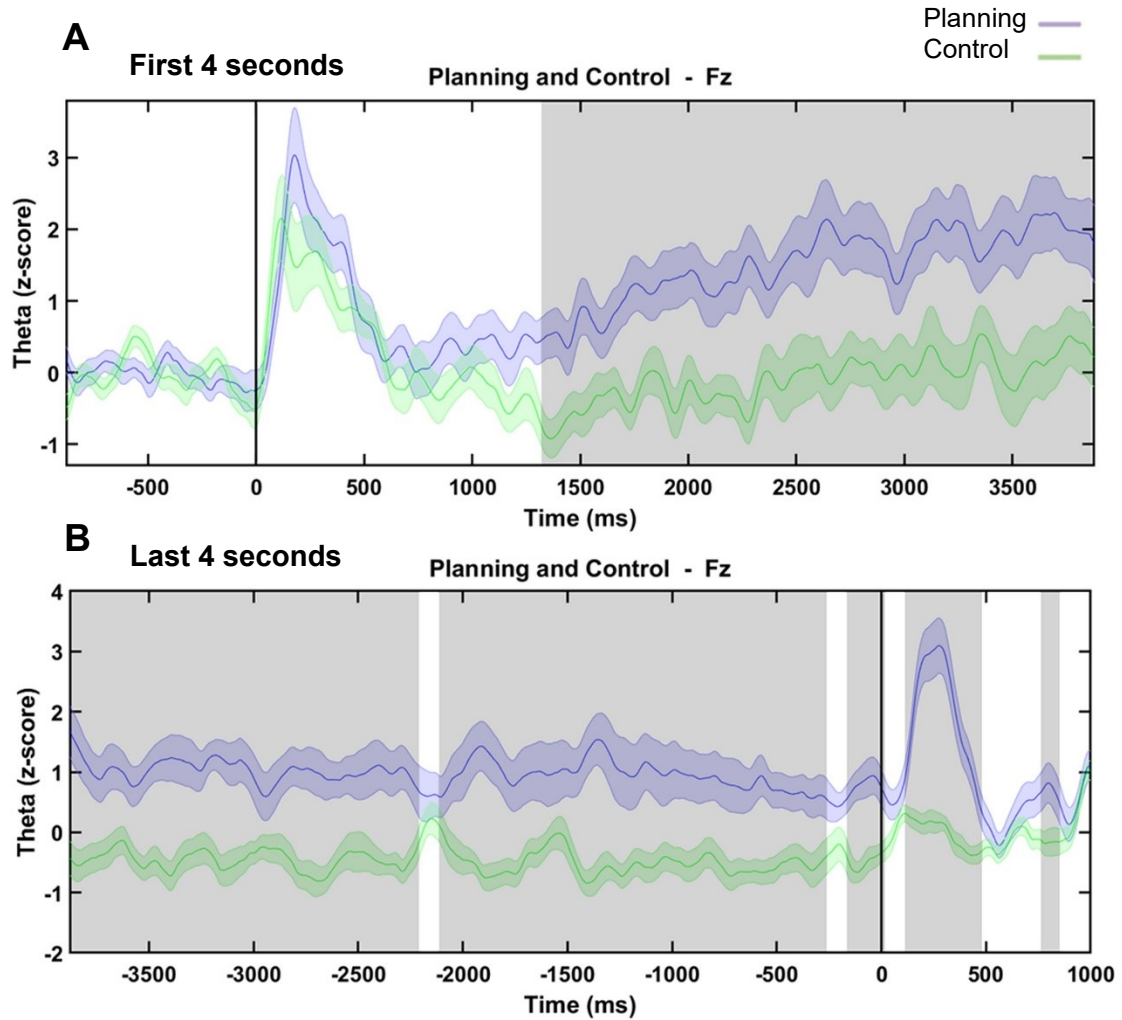 Planning
Control
A
First 4 seconds
Planning and Control - Fz
3
2
1
0
-1
Theta (z-score)
-500 0 500 1000 1500 2000 2500 3000 3500
Time (ms)
B
Last 4 seconds
Planning and Control - Fz
4
3
2
1
0
-1
-2
Theta (z-score)
-3500 -3000 -2500 -2000 -1500 -1000 -500 0 500 1000
Time (ms)